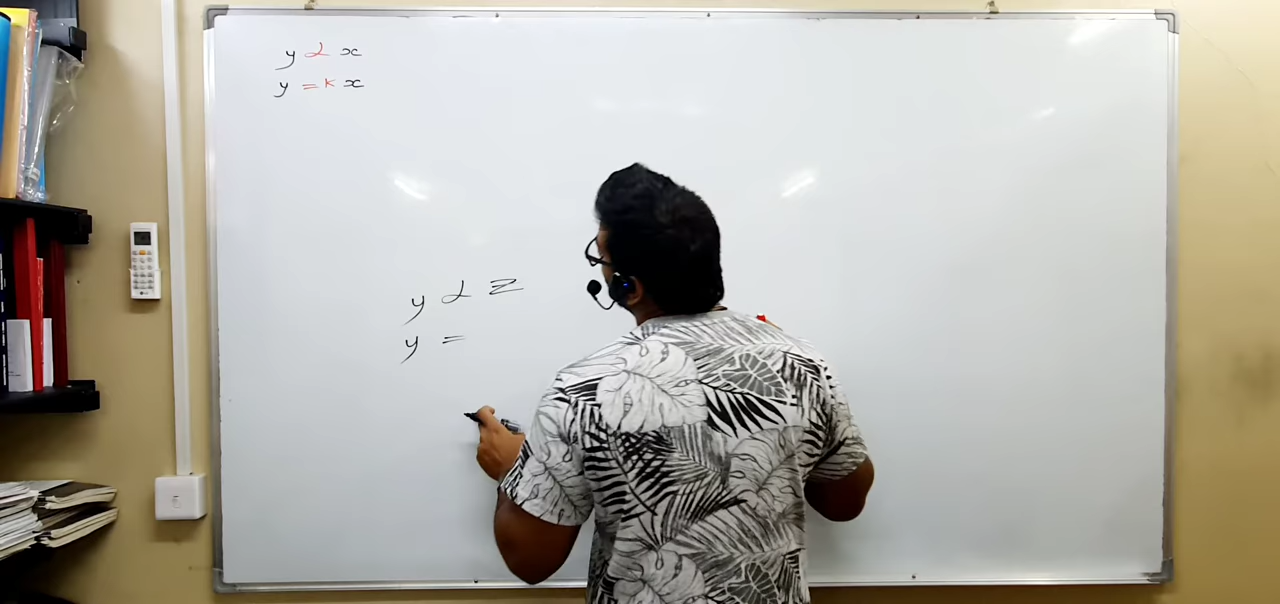 y ∝ x
y = k x
y ∝ z
y =